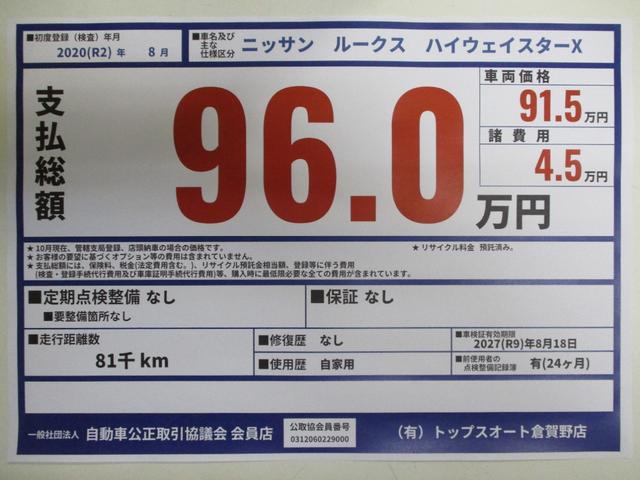 ■初度登録（検査）年月
2020(R2) 年 8 月
■車名及び主な仕様区分 ニッサン ルークス ハイウェイスターX
支払総額 96.0 万円
車両価格
91.5 万円
諸費用
4.5 万円
★ 10月現在、管轄支局登録、店頭納車の場合の価格です。 ★ リサイクル料金 預託済み。
★ お客様の要望に基づくオプション等の費用は含まれていません。
★ 支払総額には、保険料、税金(法定費用含む。)、リサイクル預託金相当額、登録等に伴う費用
(検査・登録手続代行費用及び車庫証明手続代行費用)等、購入時に最低限必要な全ての費用が含まれています。
■定期点検整備 なし
■要整備箇所なし
■保証 なし
■走行距離数
81千 km
■修復歴 なし
■使用歴 自家用
■車検証有効期限
2027(R9)年8月18日
■前使用者の点検整備記録簿 有(24ヶ月)
一般社団法人 自動車公正取引協議会 会員店
公取協会員番号
0312060229000
（有）トップスオート倉賀野店